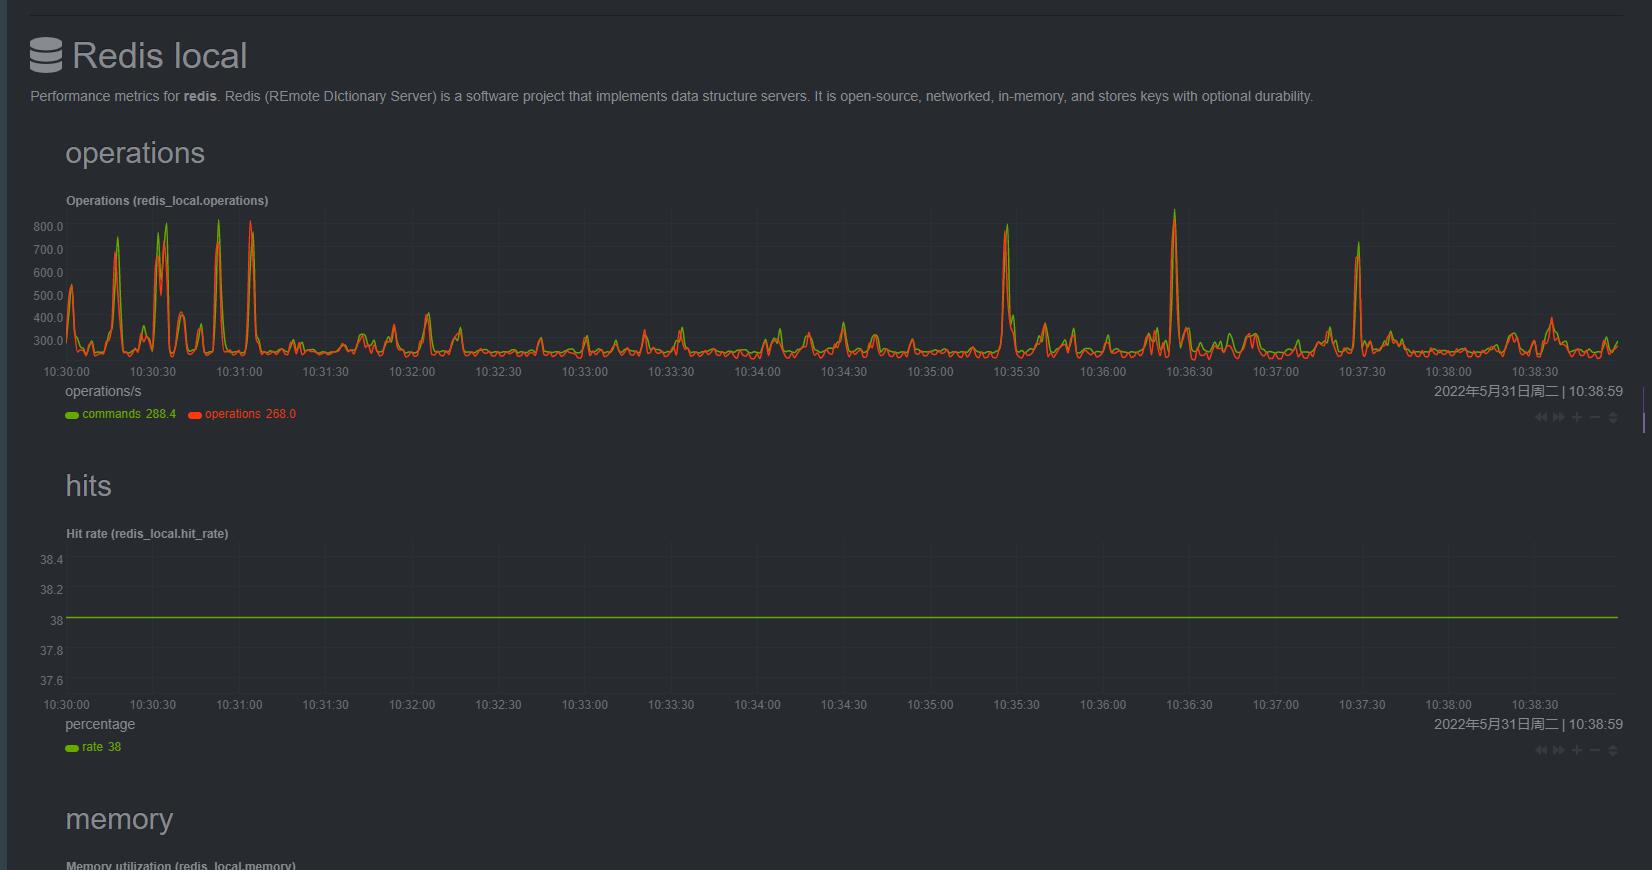 Redis local
Performance metrics for redis. Redis (REmote DIctionary Server) is a software project that implements data structure servers. It is open-source, networked, in-memory, and stores keys with optional durability.
operations
Operations (redis_local.operations)
800.0
700.0
600.0
500.0
400.0
300.0
10:30:00 10:30:30 10:31:00 10:31:30 10:32:00 10:32:30 10:33:00 10:33:30 10:34:00 10:34:30 10:35:00 10:35:30 10:36:00 10:36:30 10:37:00 10:37:30 10:38:00 10:38:30
operations/s 2022年5月31日周二 | 10:38:59
commands 288.4 operations 268.0
hits
Hit rate (redis_local.hit_rate)
38.4
38.2
38
37.8
37.6
10:30:00 10:30:30 10:31:00 10:31:30 10:32:00 10:32:30 10:33:00 10:33:30 10:34:00 10:34:30 10:35:00 10:35:30 10:36:00 10:36:30 10:37:00 10:37:30 10:38:00 10:38:30
percentage 2022年5月31日周二 | 10:38:59
rate 38
memory
Memory utilization (redis_local.memory)